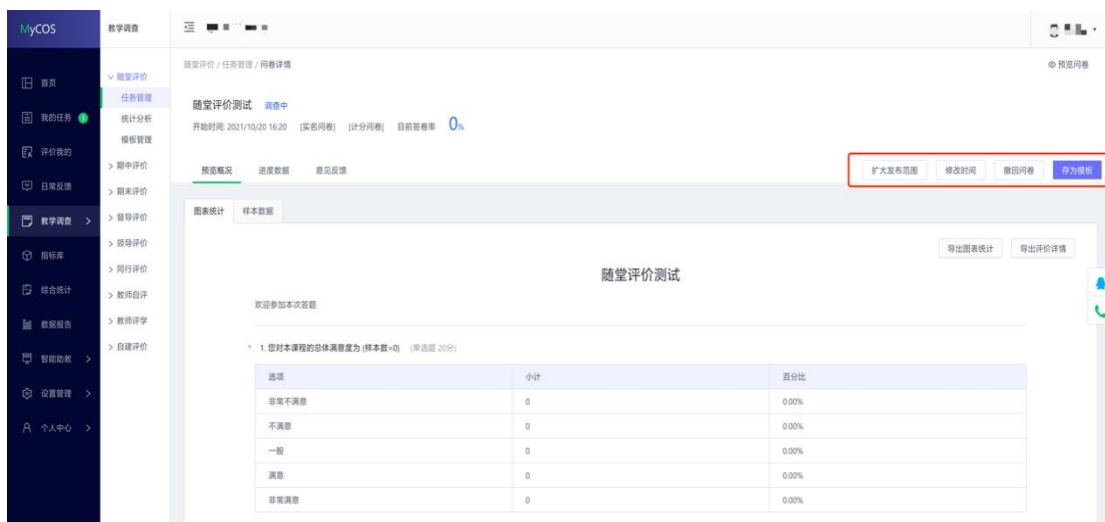 MyCOS
教学调查
首页
我的任务
评价我的
日常反馈
教学调查 >
指标库
综合统计
数据报告
智能助教 >
设置管理 >
个人中心 >
随堂评价
任务管理
统计分析
模板管理
> 期中评价
> 期末评价
> 督导评价
> 领导评价
> 同行评价
> 教师自评
> 教师评学
> 自建评价
随堂评价 / 任务管理 / 问卷详情
预览问卷
随堂评价测试 调查中
开始时间: 2021/10/20 16:20 [实名问卷] [计分问卷] 目前答卷率 0%
预览概况 进度数据 意见反馈
扩大发布范围 修改时间 撤回问卷 存为模板
图表统计 样本数据
导出图表统计 导出评价详情
随堂评价测试
欢迎参加本次答题
* 1. 您对本课程的总体满意度为 (样本数=0) (单选题 20分)
选项 小计 百分比
非常不满意 0 0.00%
不满意 0 0.00%
一般 0 0.00%
满意 0 0.00%
非常满意 0 0.00%